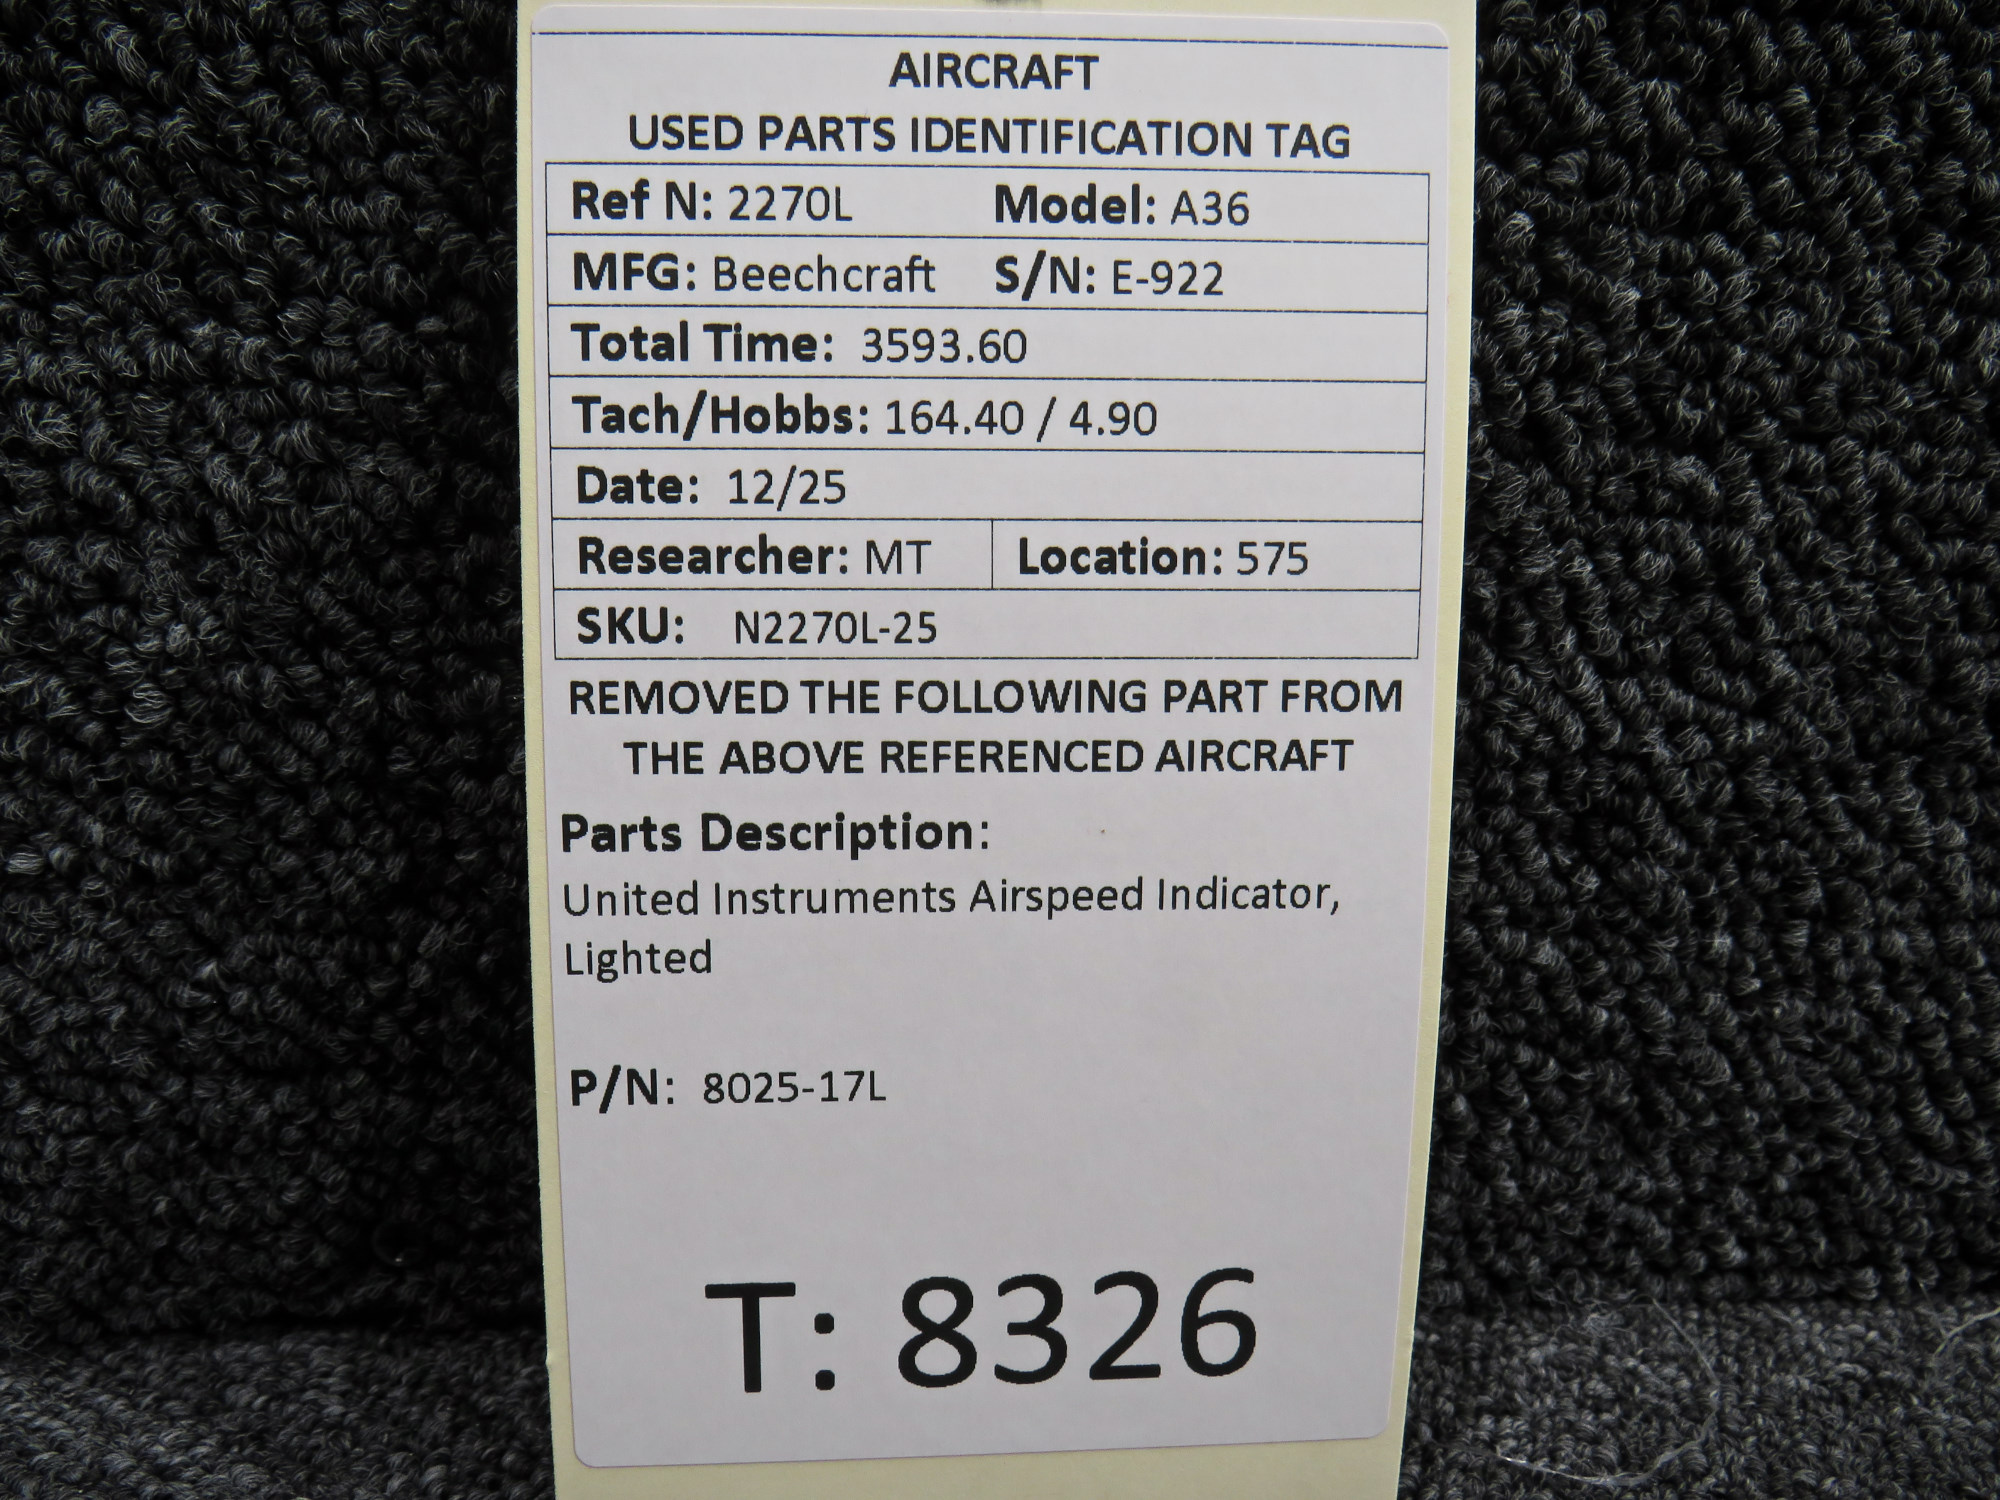 AIRCRAFT
USED PARTS IDENTIFICATION TAG
Ref N: 2270L Model: A36
MFG: Beechcraft S/N: E-922
Total Time: 3593.60
Tach/Hobbs: 164.40 / 4.90
Date: 12/25
Researcher: MT Location: 575
SKU: N2270L-25
REMOVED THE FOLLOWING PART FROM
THE ABOVE REFERENCED AIRCRAFT
Parts Description:
United Instruments Airspeed Indicator,
Lighted
P/N: 8025-17L
T: 8326